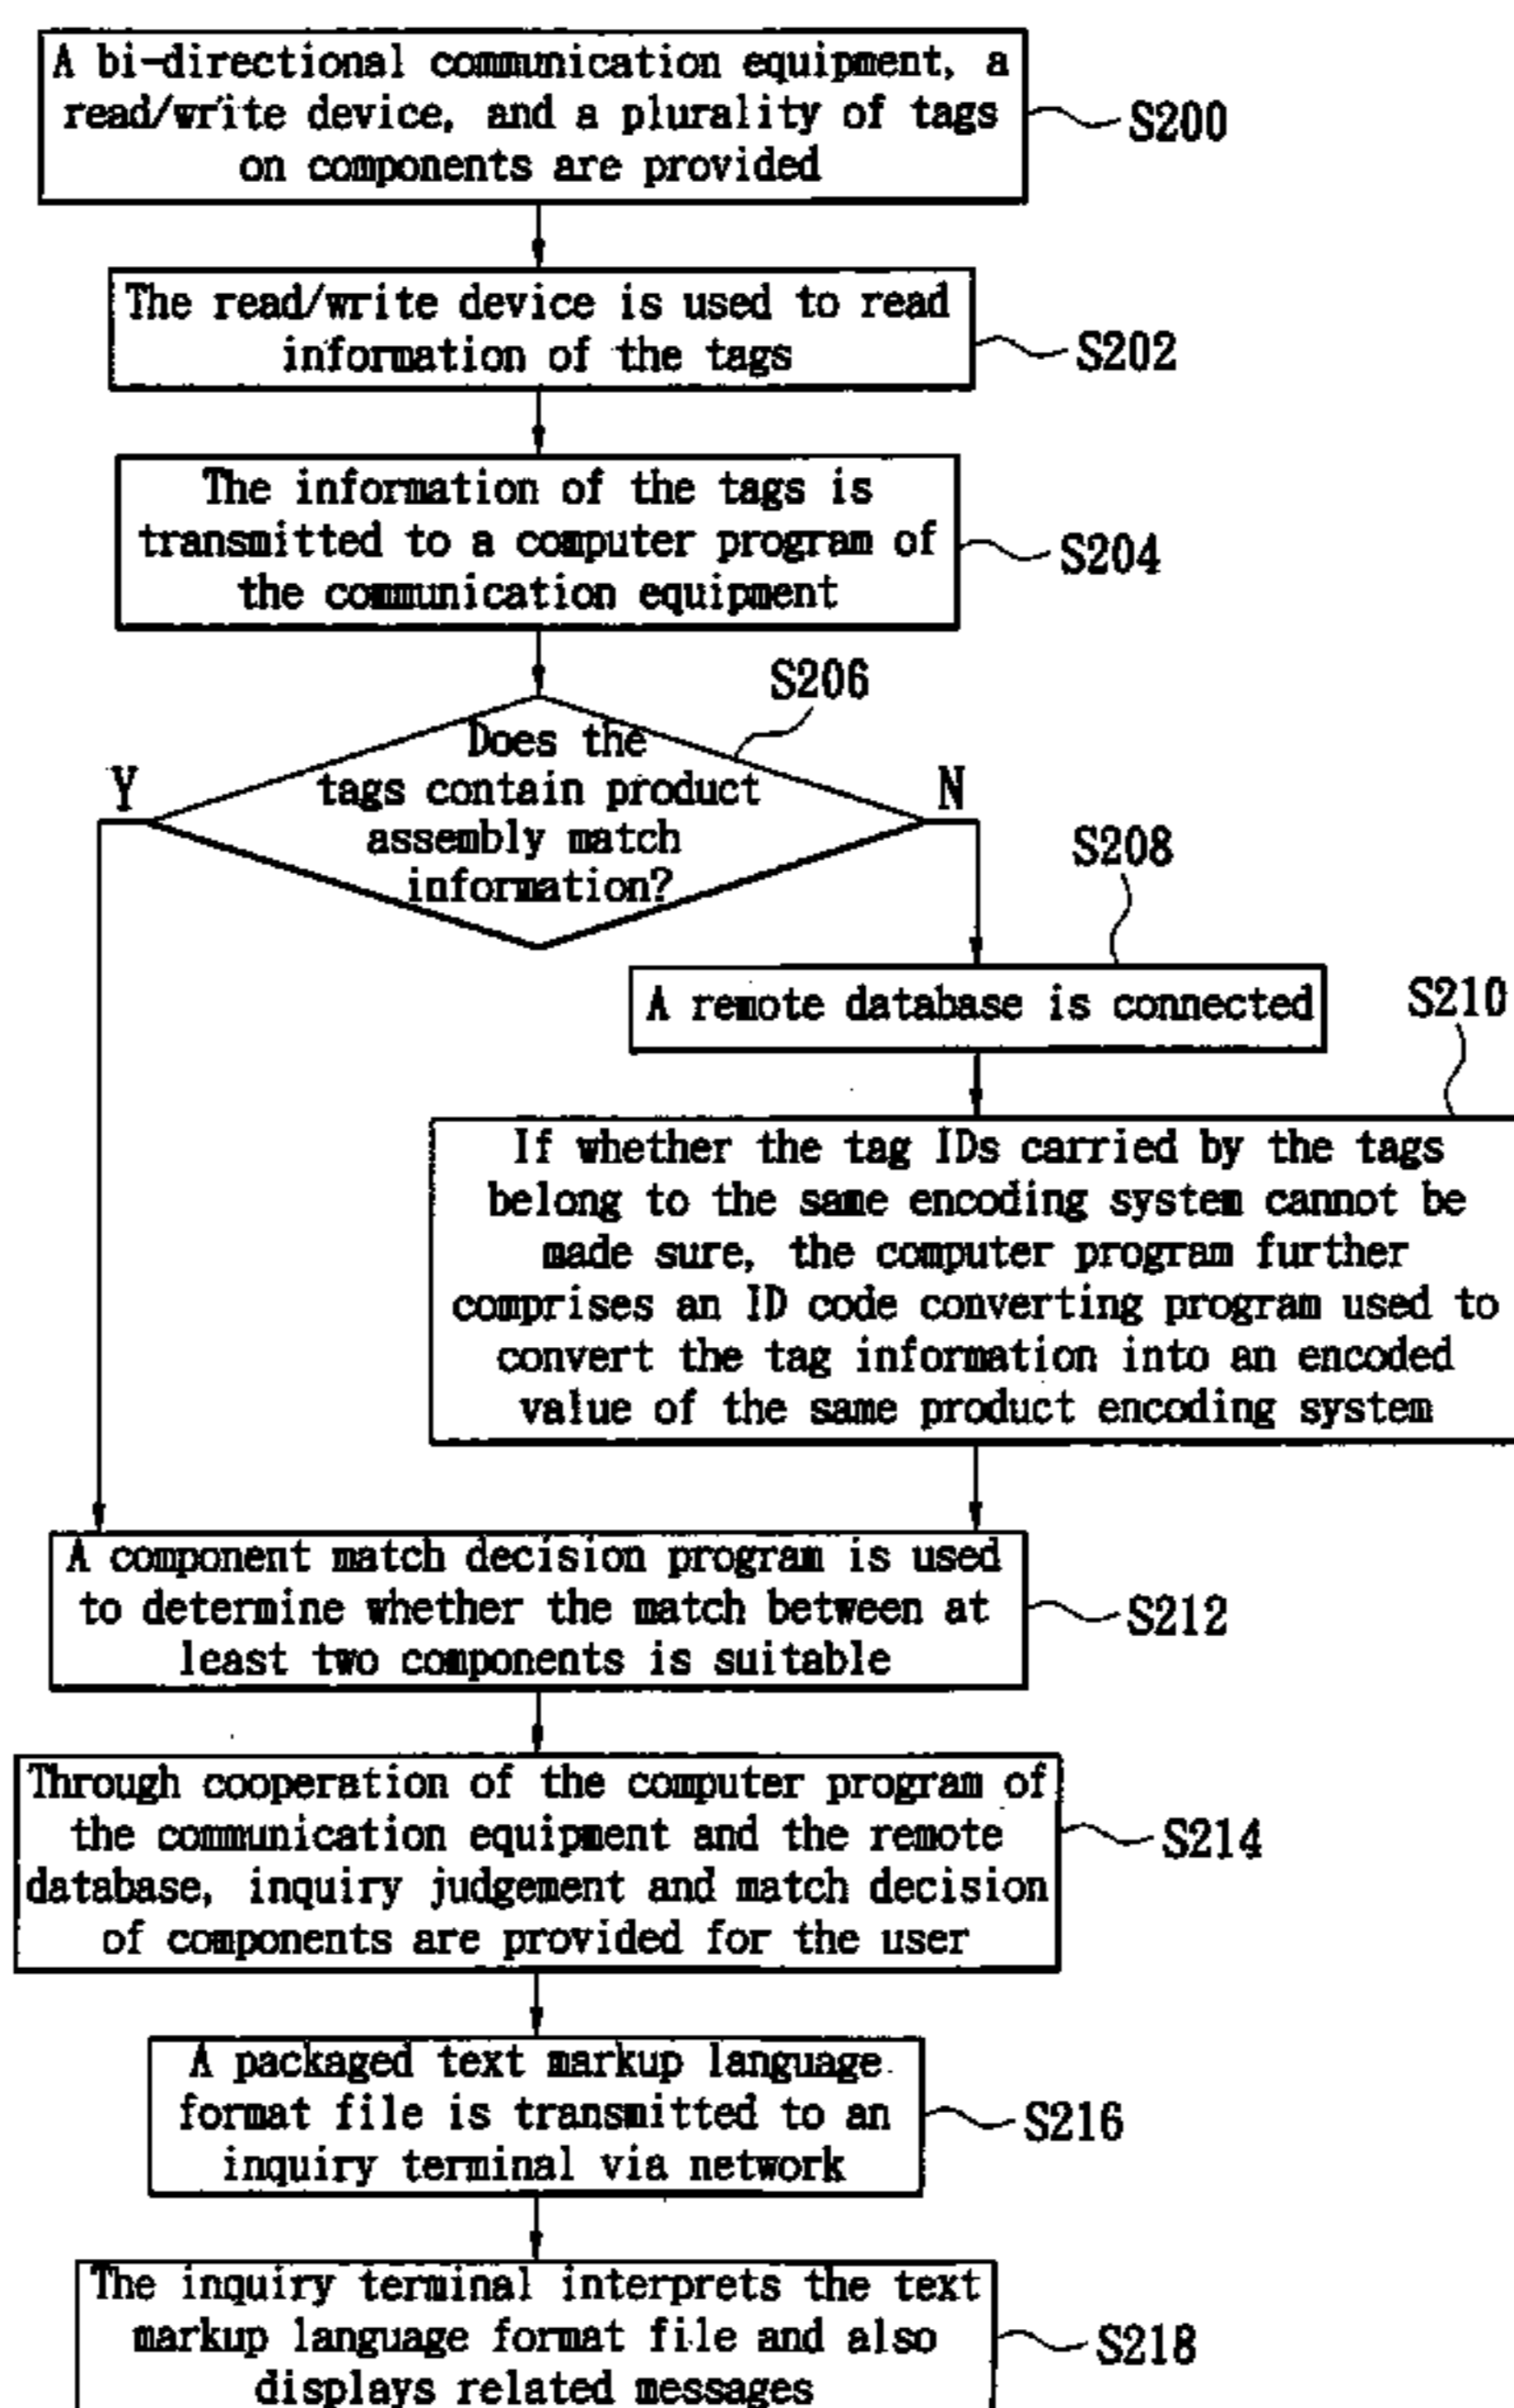 A bi-directional communication equipment, a
read/write device, and a plurality of tags
on components are provided
S200
The read/write device is used to read
information of the tags
S202
The information of the tags is
transmitted to a computer program of
the communication equipment
S204
S206
Does the
tags contain product
assembly match
information?
Y
N
S208
A remote database is connected
S210
If whether the tag IDs carried by the tags
belong to the same encoding system cannot be
made sure, the computer program further
comprises an ID code converting program used to
convert the tag information into an encoded
value of the same product encoding system
A component match decision program is used
to determine whether the match between at
least two components is suitable
S212
Through cooperation of the computer program of
the communication equipment and the remote
database, inquiry judgement and match decision
of components are provided for the user
S214
A packaged text markup language
format file is transmitted to an
inquiry terminal via network
S216
The inquiry terminal interprets the text
markup language format file and also
displays related messages
S218